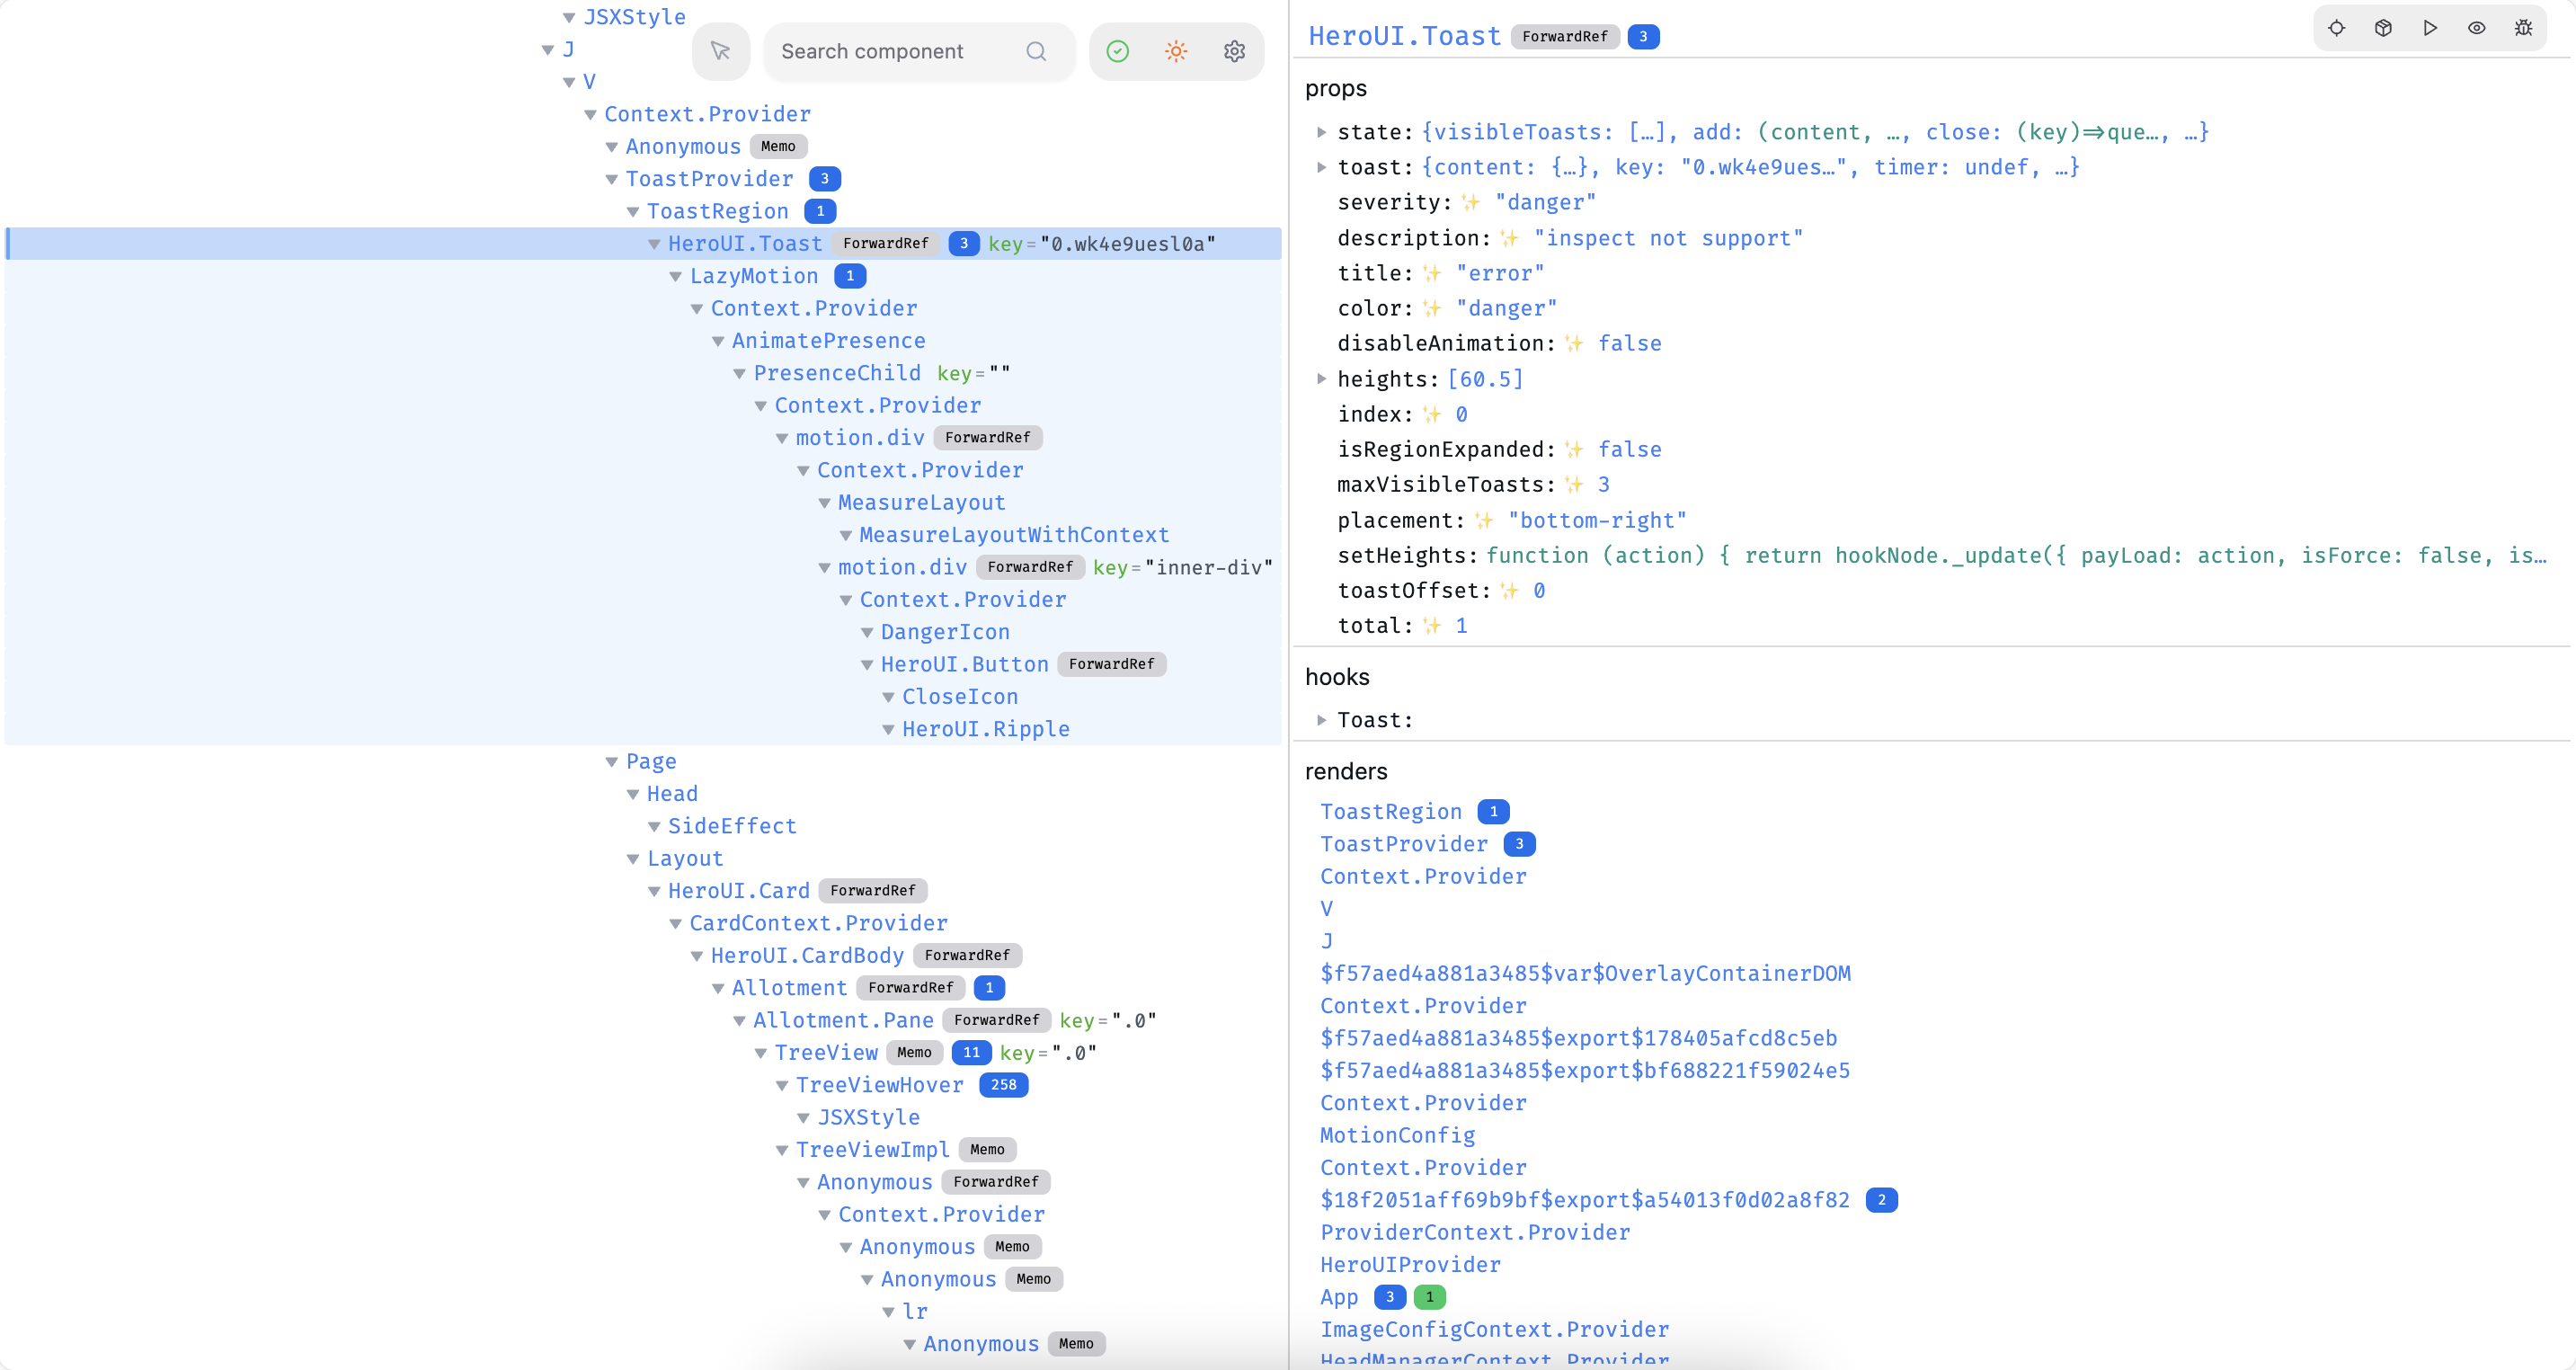 JSXStyle
J
V
Search component
Context.Provider
Anonymous Memo
ToastProvider 3
ToastRegion 1
HeroUI.Toast ForwardRef 3 key="0.wk4e9uesl0a"
LazyMotion 1
Context.Provider
AnimatePresence
PresenceChild key=""
Context.Provider
motion.div ForwardRef
Context.Provider
MeasureLayout
MeasureLayoutWithContext
motion.div ForwardRef key="inner-div"
Context.Provider
DangerIcon
HeroUI.Button ForwardRef
CloseIcon
HeroUI.Ripple
Page
Head
SideEffect
Layout
HeroUI.Card ForwardRef
CardContext.Provider
HeroUI.CardBody ForwardRef
Allotment ForwardRef 1
Allotment.Pane ForwardRef key=".0"
TreeView Memo 11 key=".0"
TreeViewHover 258
JSXStyle
TreeViewImpl Memo
Anonymous ForwardRef
Context.Provider
Anonymous Memo
Anonymous Memo
lr
Anonymous Memo
HeroUI.Toast ForwardRef 3
props
state: {visibleToasts: […], add: (content, …, close: (key)⇒que…, …}
toast: {content: {…}, key: "0.wk4e9ues…", timer: undef, …}
severity: ✨ "danger"
description: ✨ "inspect not support"
title: ✨ "error"
color: ✨ "danger"
disableAnimation: ✨ false
heights: [60.5]
index: ✨ 0
isRegionExpanded: ✨ false
maxVisibleToasts: ✨ 3
placement: ✨ "bottom-right"
setHeights: function (action) { return hookNode._update({ payLoad: action, isForce: false, is…
toastOffset: ✨ 0
total: ✨ 1
hooks
Toast:
renders
ToastRegion 1
ToastProvider 3
Context.Provider
V
J
$f57aed4a881a3485$var$OverlayContainerDOM
Context.Provider
$f57aed4a881a3485$export$178405afcd8c5eb
$f57aed4a881a3485$export$bf688221f59024e5
Context.Provider
MotionConfig
Context.Provider
$18f2051aff69b9bf$export$a54013f0d02a8f82 2
ProviderContext.Provider
HeroUIProvider
App 3 1
ImageConfigContext.Provider
HeadManagerContext.Provider